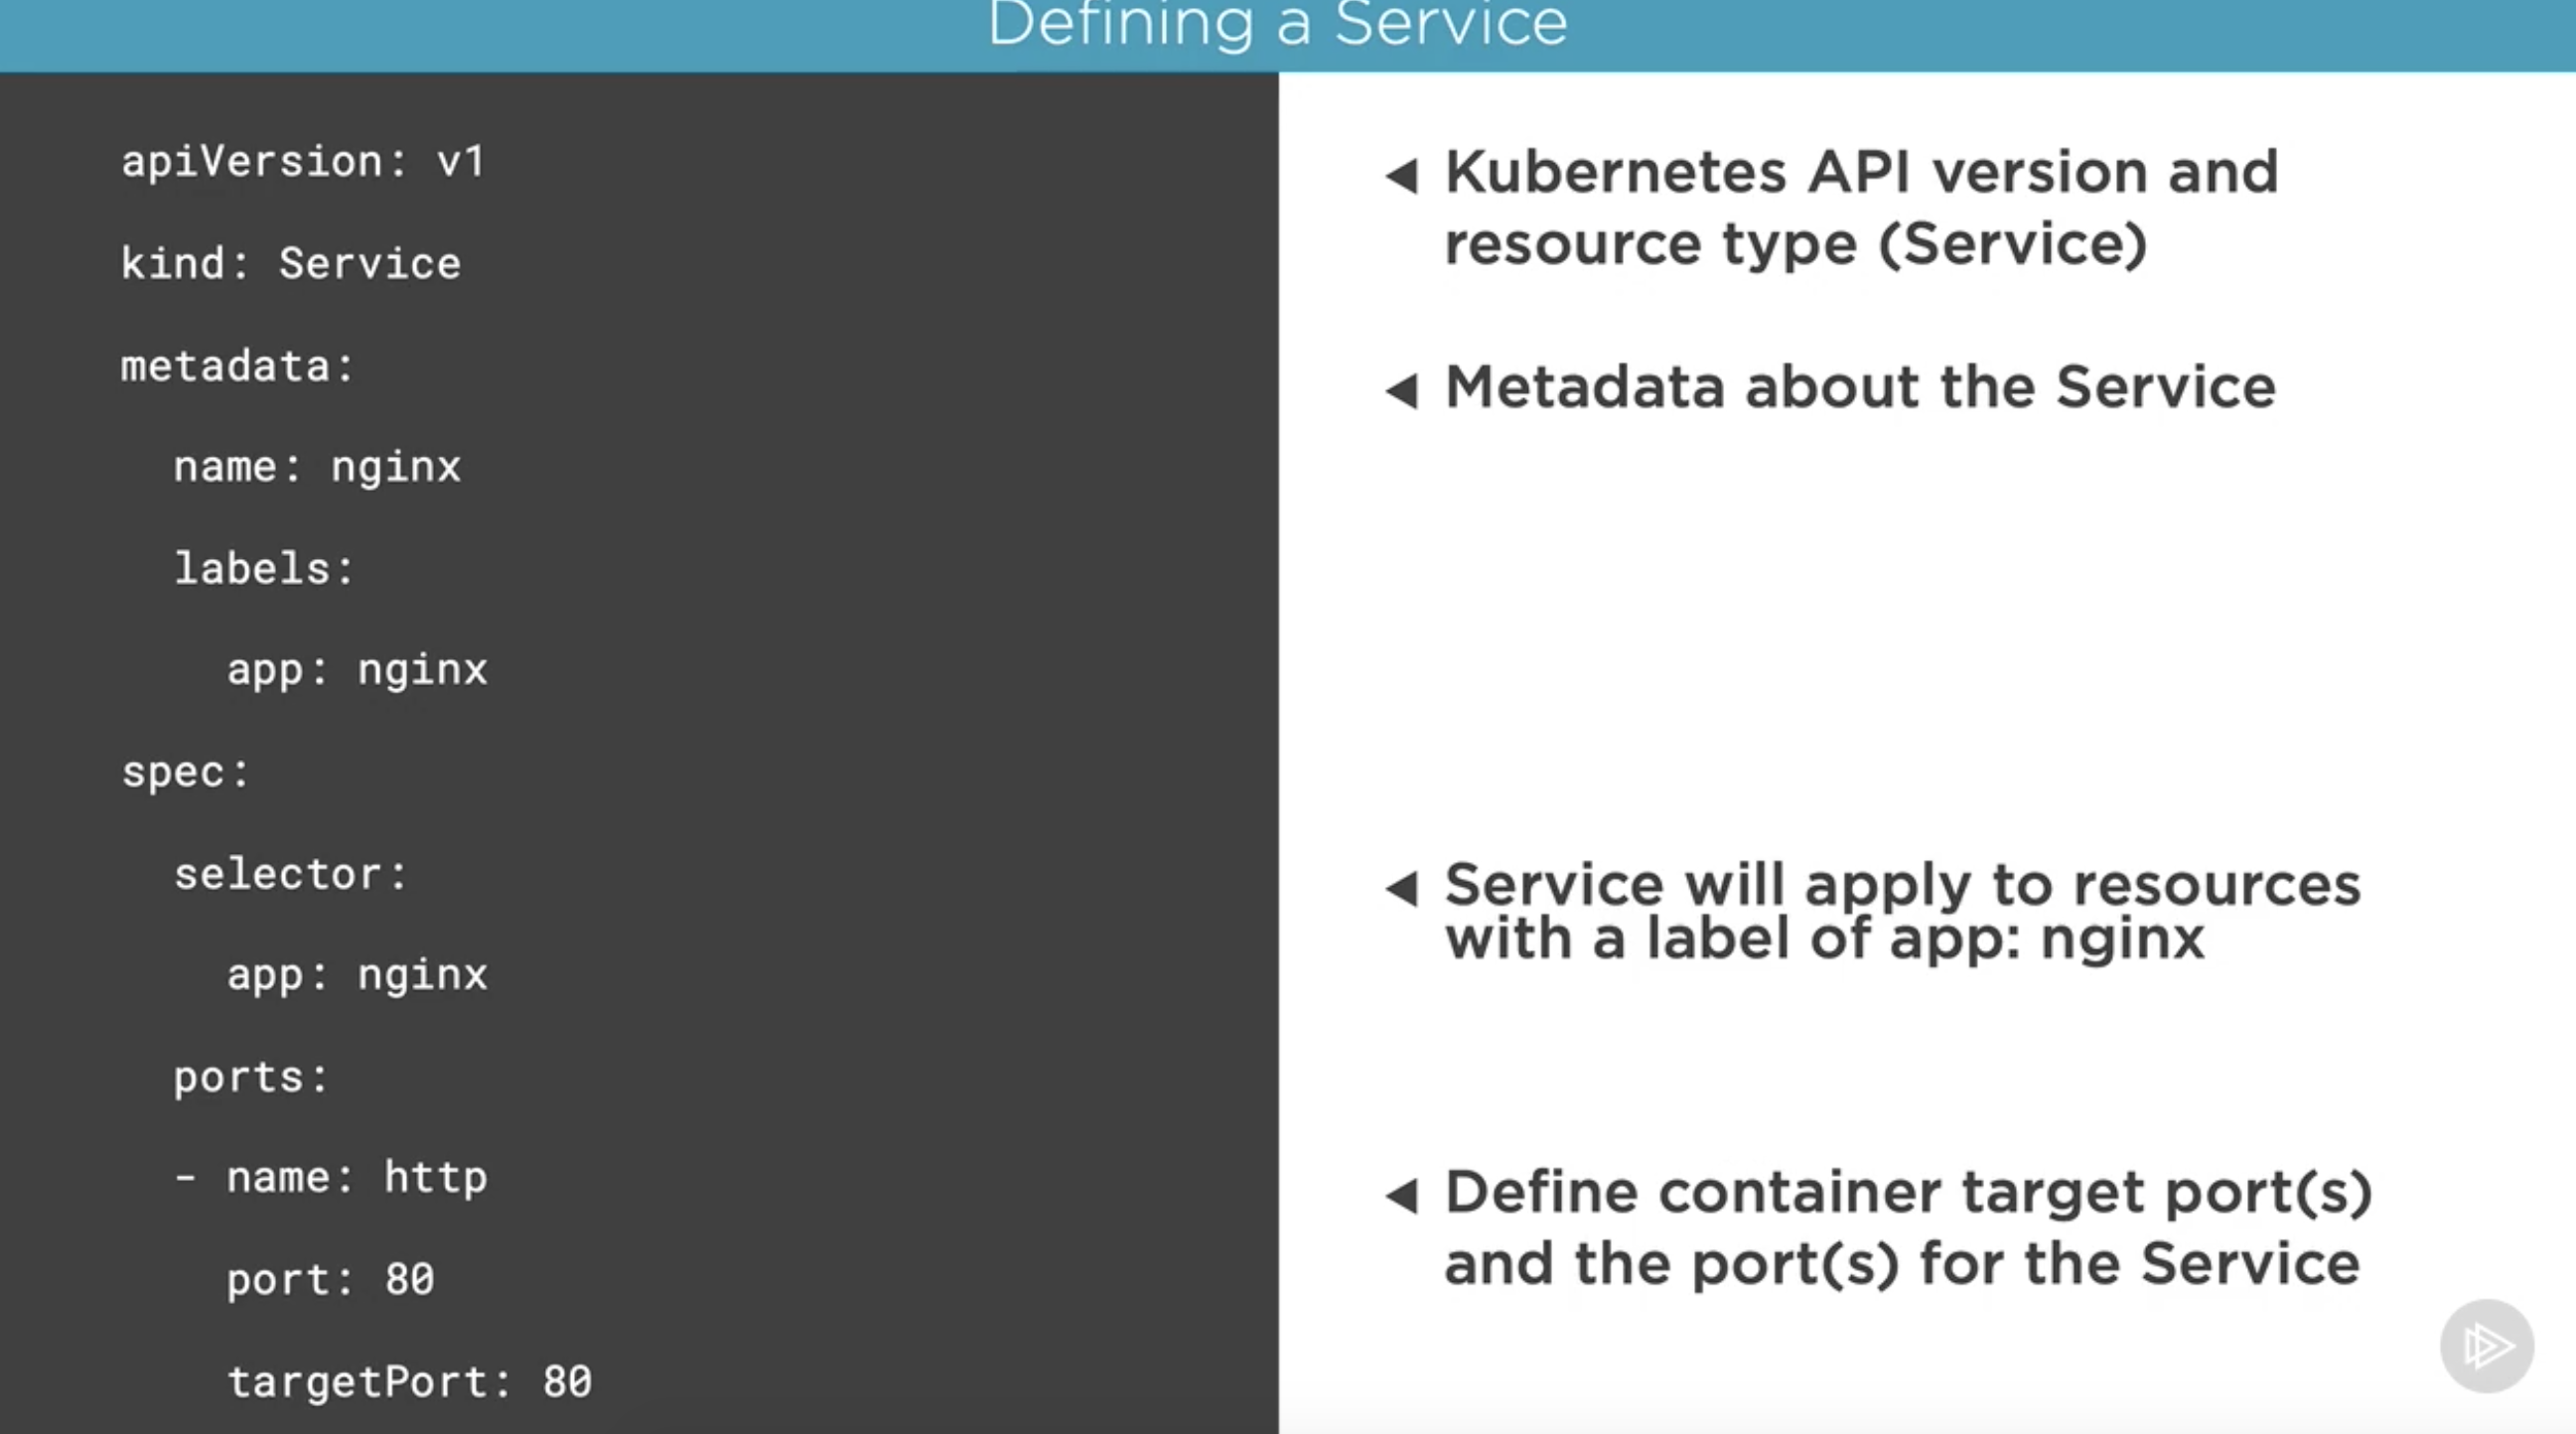 Defining a Service
apiVersion: v1
kind: Service
metadata:
  name: nginx
  labels:
    app: nginx
spec:
  selector:
    app: nginx
  ports:
  - name: http
    port: 80
    targetPort: 80
◀ Kubernetes API version and
resource type (Service)
◀ Metadata about the Service
◀ Service will apply to resources
with a label of app: nginx
◀ Define container target port(s)
and the port(s) for the Service